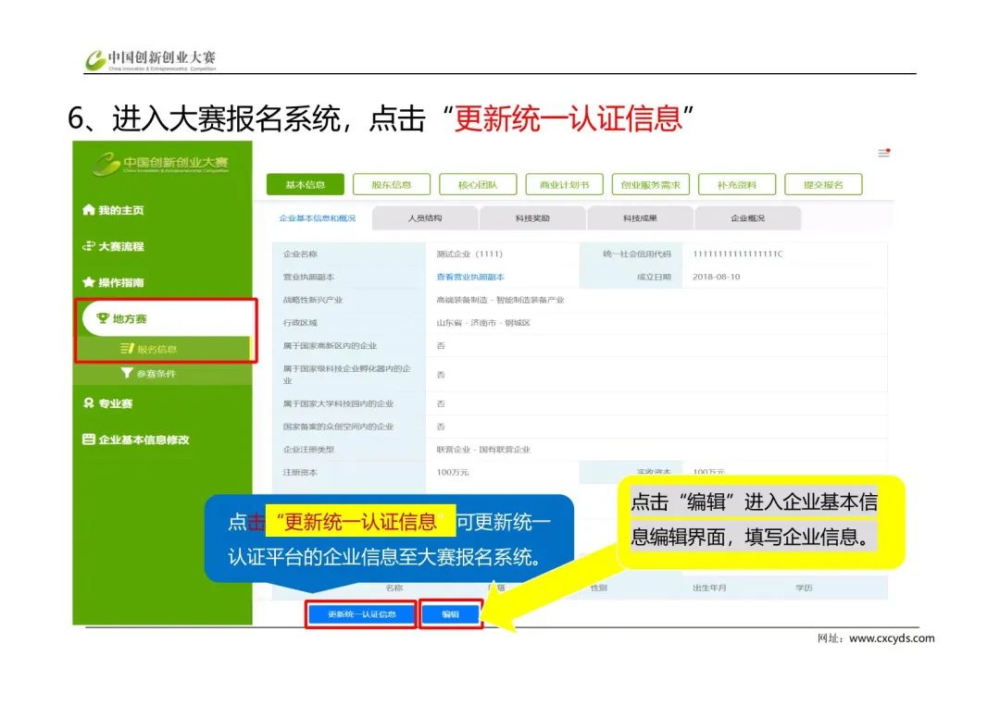 中国创新创业大赛
China Innovation & Entrepreneurship Competition
6、进入大赛报名系统，点击“更新统一认证信息”
中国创新创业大赛
China Innovation & Entrepreneurship Competition
我的主页
大赛流程
操作指南
地方赛
报名信息
参赛条件
专业赛
企业基本信息修改
基本信息 股东信息 核心团队 商业计划书 创业服务需求 补充资料 提交报名
企业基本信息和概况 人员结构 科技奖励 科技成果 企业概况
企业名称 测试企业（1111） 统一社会信用代码 11111111111111111C
营业执照副本 查看营业执照副本 成立日期 2018-08-10
战略性新兴产业 高端装备制造 - 智能制造装备产业
行政区域 山东省 - 济南市 - 钢城区
属于国家高新区内的企业 否
属于国家级科技企业孵化器内的企
业 否
属于国家大学科技园内的企业 否
国家备案的众创空间内的企业 否
企业注册类型 联营企业 - 国有联营企业
注册资本 100万元 实收资本 100万元
点击“更新统一认证信息”可更新统一
认证平台的企业信息至大赛报名系统。
点击“编辑”进入企业基本信
息编辑界面，填写企业信息。
名称 性别 出生年月 学历
更新统一认证信息 编辑
网址：www.cxcyds.com